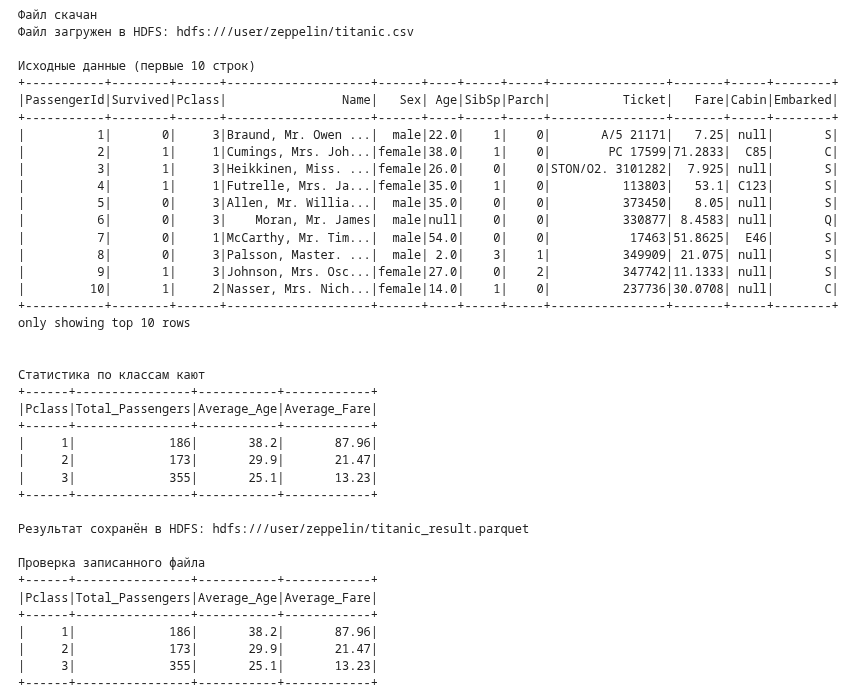 Файл скачан
Файл загружен в HDFS: hdfs:///user/zeppelin/titanic.csv
Исходные данные (первые 10 строк)
+-----------+--------+------+--------------------+------+----+-----+-----+----------------+-------+-----+--------+
|PassengerId|Survived|Pclass|                Name|   Sex| Age|SibSp|Parch|          Ticket|   Fare|Cabin|Embarked|
+-----------+--------+------+--------------------+------+----+-----+-----+----------------+-------+-----+--------+
|          1|       0|     3|Braund, Mr. Owen ...|  male|22.0|    1|    0|       A/5 21171|   7.25| null|       S|
|          2|       1|     1|Cumings, Mrs. Joh...|female|38.0|    1|    0|        PC 17599|71.2833|  C85|       C|
|          3|       1|     3|Heikkinen, Miss. ...|female|26.0|    0|    0|STON/O2. 3101282|  7.925| null|       S|
|          4|       1|     1|Futrelle, Mrs. Ja...|female|35.0|    1|    0|          113803|   53.1| C123|       S|
|          5|       0|     3|Allen, Mr. Willia...|  male|35.0|    0|    0|          373450|   8.05| null|       S|
|          6|       0|     3|    Moran, Mr. James|  male|null|    0|    0|          330877| 8.4583| null|       Q|
|          7|       0|     1|McCarthy, Mr. Tim...|  male|54.0|    0|    0|           17463|51.8625|  E46|       S|
|          8|       0|     3|Palsson, Master. ...|  male| 2.0|    3|    1|          349909| 21.075| null|       S|
|          9|       1|     3|Johnson, Mrs. Osc...|female|27.0|    0|    2|          347742|11.1333| null|       S|
|         10|       1|     2|Nasser, Mrs. Nich...|female|14.0|    1|    0|          237736|30.0708| null|       C|
+-----------+--------+------+--------------------+------+----+-----+-----+----------------+-------+-----+--------+
only showing top 10 rows
Статистика по классам кают
+------+----------------+-----------+------------+
|Pclass|Total_Passengers|Average_Age|Average_Fare|
+------+----------------+-----------+------------+
|     1|             186|       38.2|       87.96|
|     2|             173|       29.9|       21.47|
|     3|             355|       25.1|       13.23|
+------+----------------+-----------+------------+
Результат сохранён в HDFS: hdfs:///user/zeppelin/titanic_result.parquet
Проверка записанного файла
+------+----------------+-----------+------------+
|Pclass|Total_Passengers|Average_Age|Average_Fare|
+------+----------------+-----------+------------+
|     1|             186|       38.2|       87.96|
|     2|             173|       29.9|       21.47|
|     3|             355|       25.1|       13.23|
+------+----------------+-----------+------------+